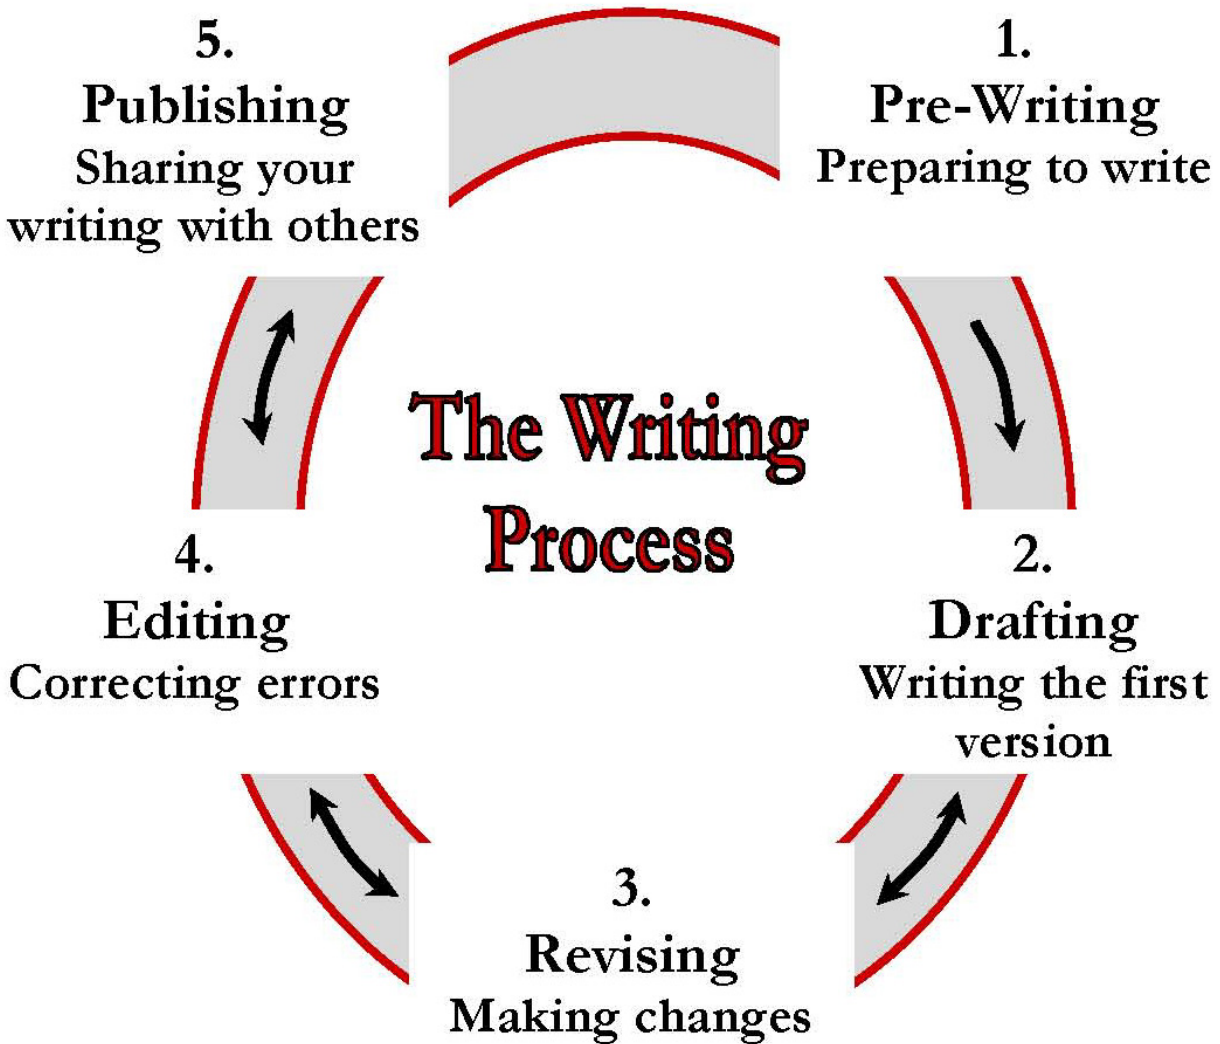 The Writing
Process
1.
Pre-Writing
Preparing to write
2.
Drafting
Writing the first
version
3.
Revising
Making changes
4.
Editing
Correcting errors
5.
Publishing
Sharing your
writing with others